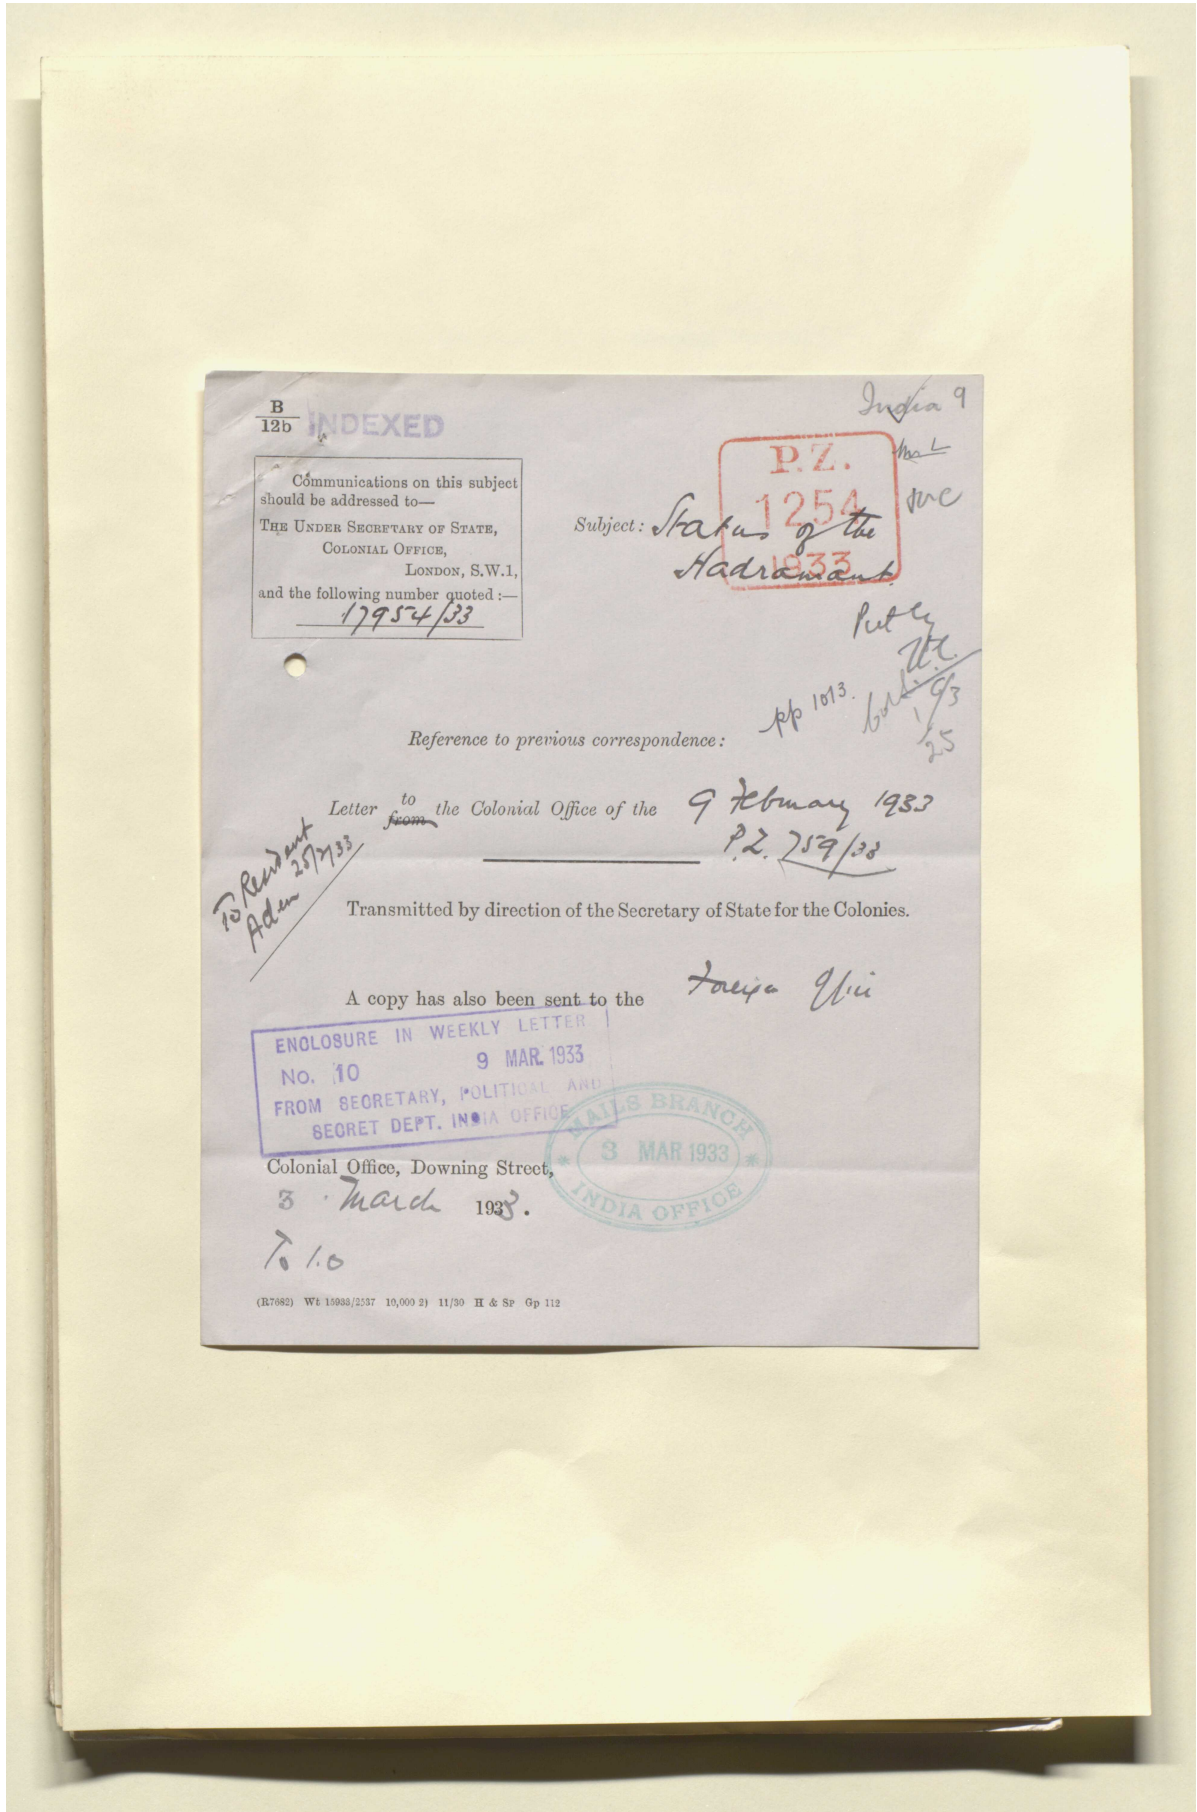 B
12b
INDEXED
India 9
P.Z.
1254
1933
Communications on this subject
should be addressed to—
THE UNDER SECRETARY OF STATE,
COLONIAL OFFICE,
LONDON, S.W.1,
and the following number quoted :—
17954/33
Subject: Status of the
Hadramaut.
Put by
pp 1013.
Reference to previous correspondence :
Letter to from the Colonial Office of the 9 February 1933
P.Z. 759/33
To Resident
Aden 25/2/33
Transmitted by direction of the Secretary of State for the Colonies.
A copy has also been sent to the Foreign Office
ENCLOSURE IN WEEKLY LETTER
No. 10 9 MAR. 1933
FROM SECRETARY, POLITICAL AND
SECRET DEPT. INDIA OFFICE
MAILS BRANCH
3 MAR 1933
INDIA OFFICE
Colonial Office, Downing Street,
3 March 1933.
To I.O
(R7682) Wt 15933/2537 10,000 2) 11/30 H & SP Gp 112